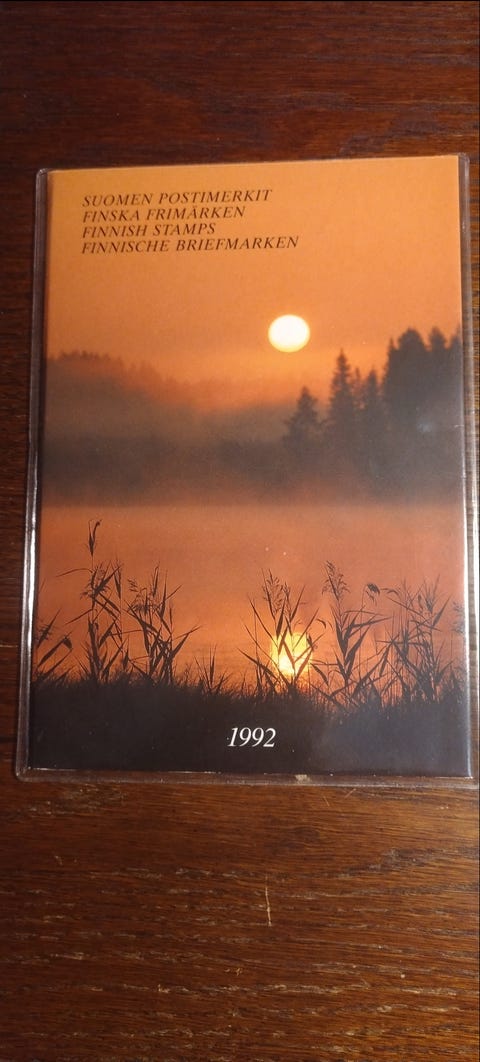 SUOMEN POSTIMERKIT
FINSKA FRIMÄRKEN
FINNISH STAMPS
FINNISCHE BRIEFMARKEN
1992